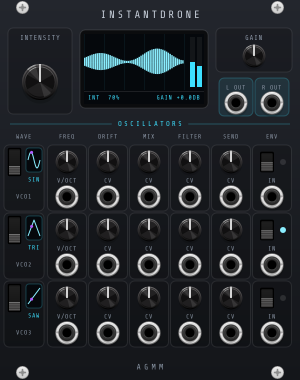 INSTANTDRONE
INTENSITY
GAIN
INT 70% GAIN +0.0DB
L OUT R OUT
OSCILLATORS
WAVE FREQ DRIFT MIX FILTER SEND ENV
SIN
V/OCT CV CV CV CV IN
VCO1
TRI
V/OCT CV CV CV CV IN
VCO2
SAW
V/OCT CV CV CV CV IN
VCO3
AGMM